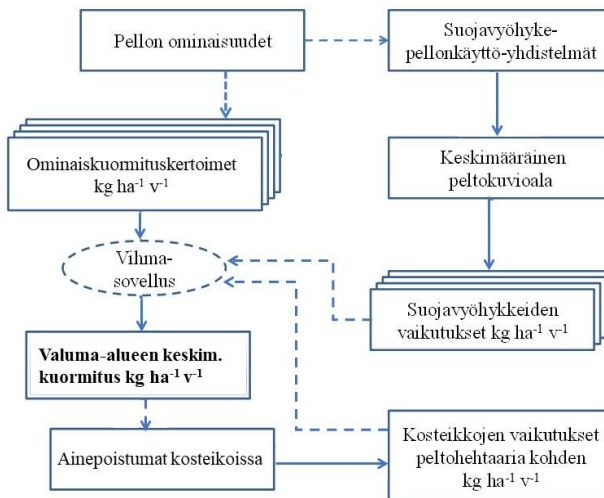 Pellon ominaisuudet
Suojavyöhyke-
pellonkäyttö-yhdistelmät
Ominaiskuormituskertoimet
kg ha⁻¹ v⁻¹
Keskimääräinen
peltokuvioala
Vihma-
sovellus
Suojavyöhykkeiden
vaikutukset kg ha⁻¹ v⁻¹
Valuma-alueen keskim.
kuormitus kg ha⁻¹ v⁻¹
Ainepoistumat kosteikoissa
Kosteikkojen vaikutukset
peltohehtaaria kohden
kg ha⁻¹ v⁻¹